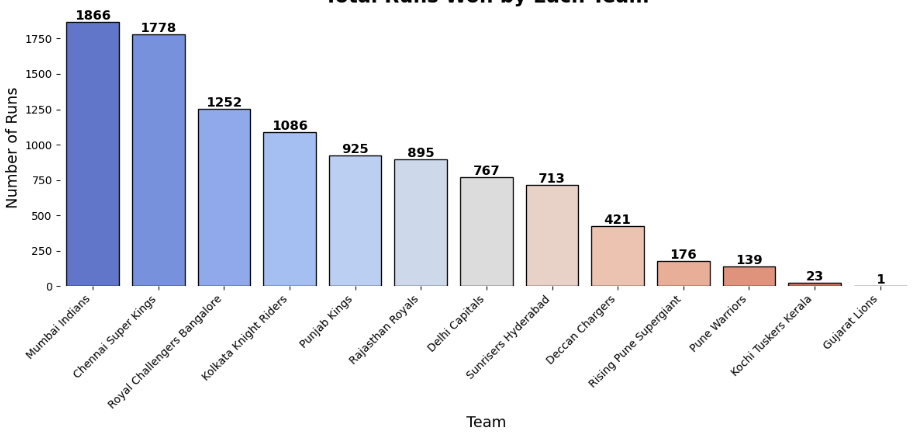 Total Runs Won by Each Team
1866
1778
1252
1086
925
895
767
713
421
176
139
23
1
1750
1500
1250
1000
750
500
250
0
Number of Runs
Mumbai Indians
Chennai Super Kings
Royal Challengers Bangalore
Kolkata Knight Riders
Punjab Kings
Rajasthan Royals
Delhi Capitals
Sunrisers Hyderabad
Deccan Chargers
Rising Pune Supergiant
Pune Warriors
Kochi Tuskers Kerala
Gujarat Lions
Team